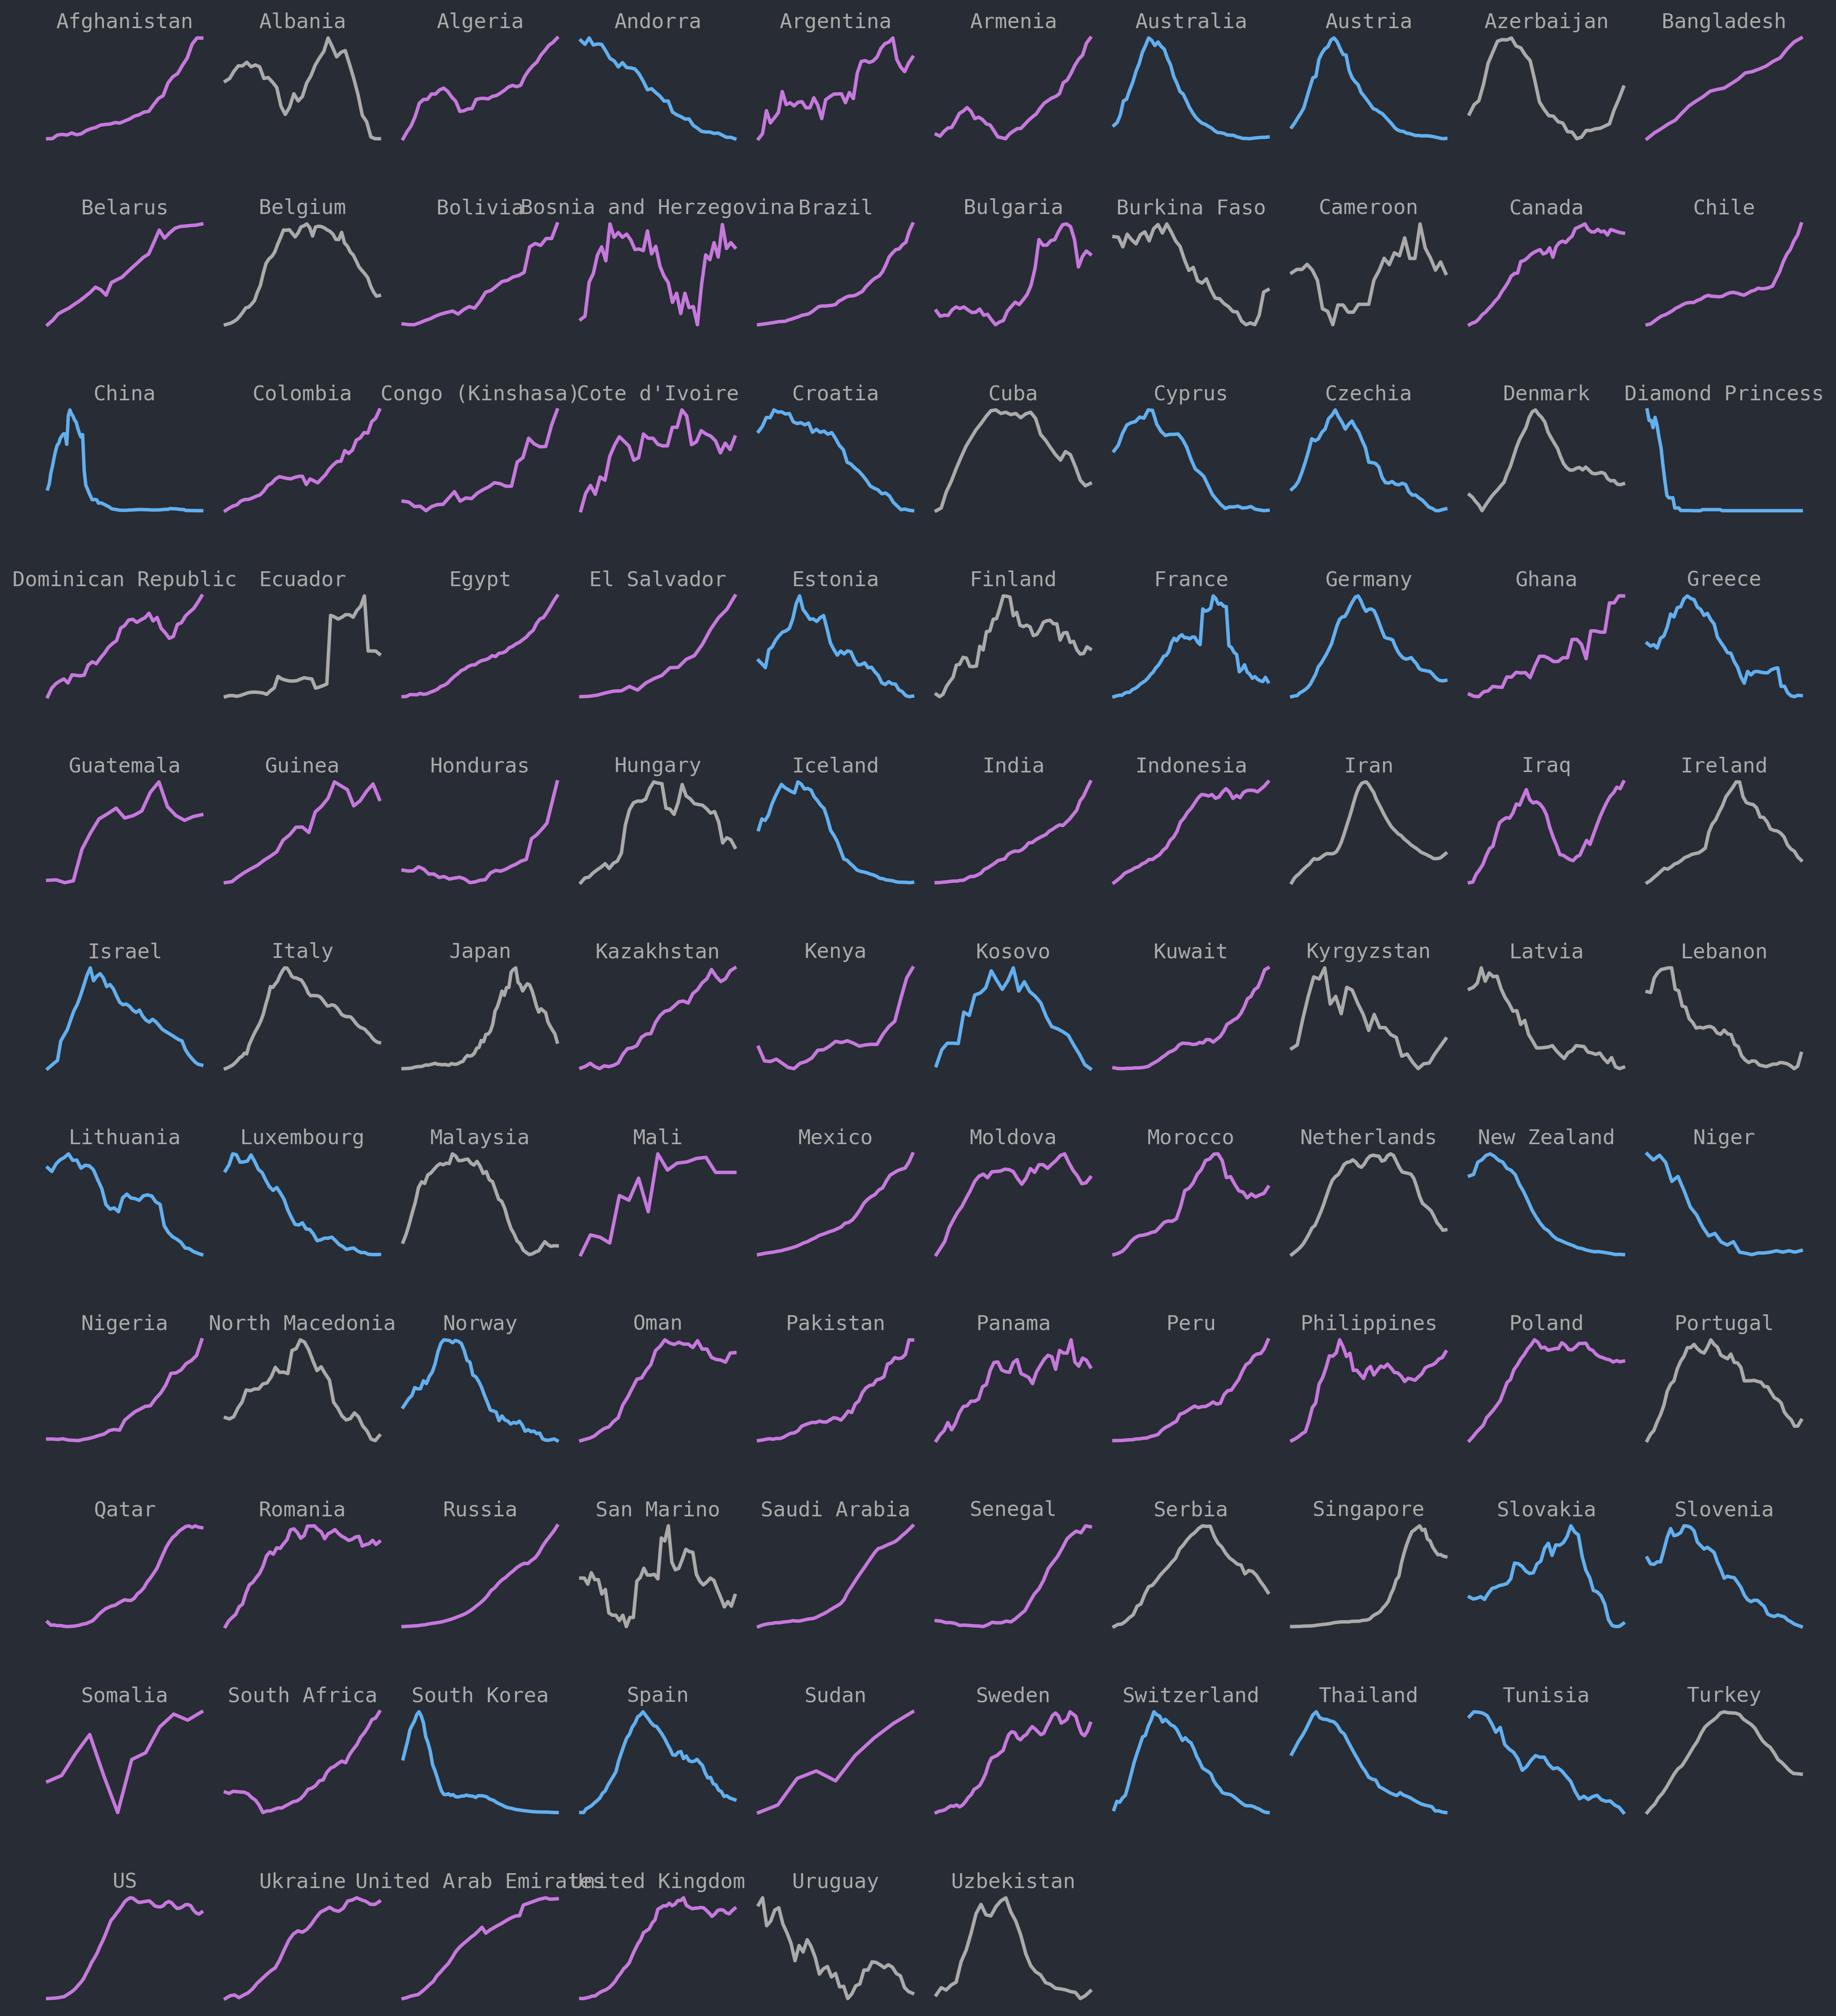 Afghanistan Albania Algeria Andorra Argentina Armenia Australia Austria Azerbaijan Bangladesh
Belarus Belgium Bolivia Bosnia and Herzegovina Brazil Bulgaria Burkina Faso Cameroon Canada Chile
China Colombia Congo (Kinshasa) Cote d'Ivoire Croatia Cuba Cyprus Czechia Denmark Diamond Princess
Dominican Republic Ecuador Egypt El Salvador Estonia Finland France Germany Ghana Greece
Guatemala Guinea Honduras Hungary Iceland India Indonesia Iran Iraq Ireland
Israel Italy Japan Kazakhstan Kenya Kosovo Kuwait Kyrgyzstan Latvia Lebanon
Lithuania Luxembourg Malaysia Mali Mexico Moldova Morocco Netherlands New Zealand Niger
Nigeria North Macedonia Norway Oman Pakistan Panama Peru Philippines Poland Portugal
Qatar Romania Russia San Marino Saudi Arabia Senegal Serbia Singapore Slovakia Slovenia
Somalia South Africa South Korea Spain Sudan Sweden Switzerland Thailand Tunisia Turkey
US Ukraine United Arab Emirates United Kingdom Uruguay Uzbekistan